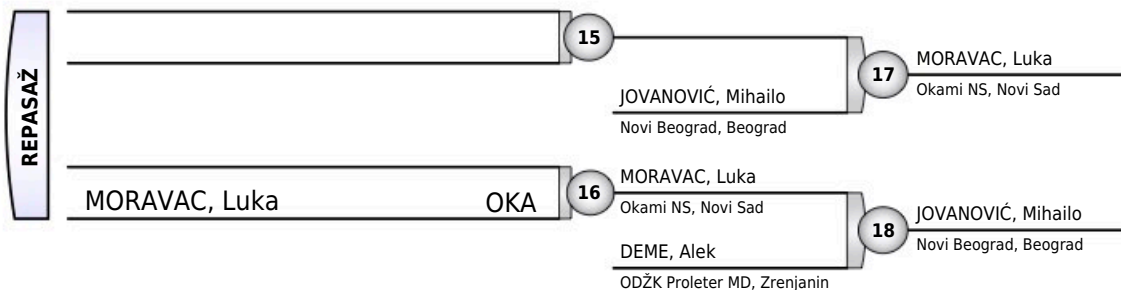 REPASAŽ
15
JOVANOVIĆ, Mihailo
Novi Beograd, Beograd
17
MORAVAC, Luka
Okami NS, Novi Sad
MORAVAC, Luka OKA
16
MORAVAC, Luka
Okami NS, Novi Sad
DEME, Alek
ODŽK Proleter MD, Zrenjanin
18
JOVANOVIĆ, Mihailo
Novi Beograd, Beograd